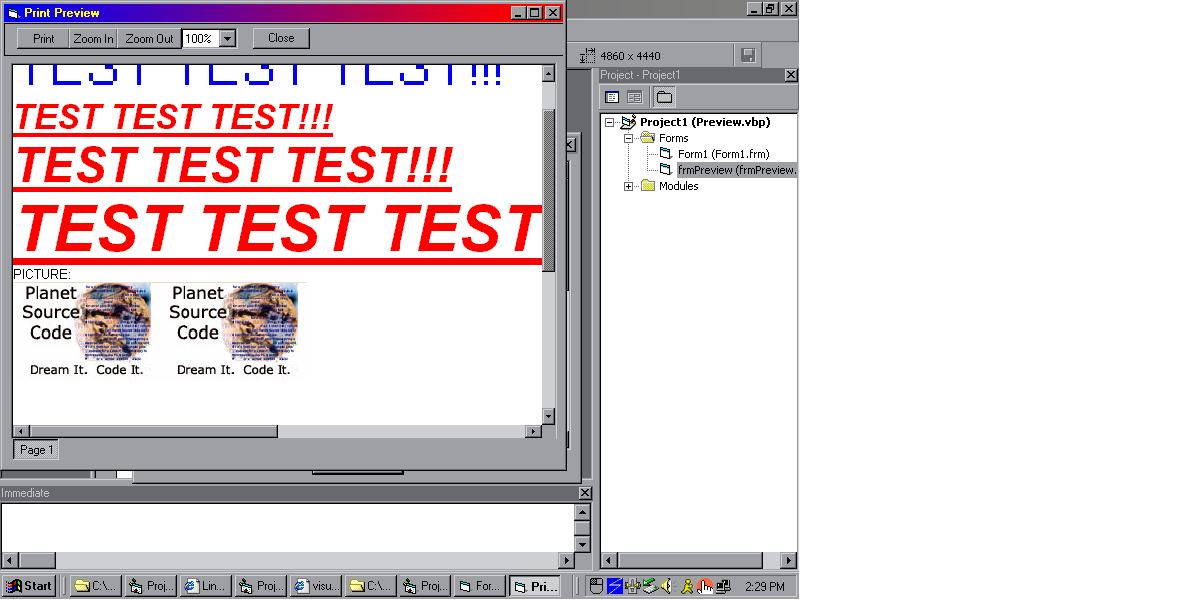 Print Preview
Print Zoom In Zoom Out 100% Close
4860 x 4440
Project - Project1
TEST TEST TEST!!!
TEST TEST TEST!!!
TEST TEST TEST!!!
TEST TEST TEST
PICTURE:
Planet
Source
Code
Dream It. Code It.
Planet
Source
Code
Dream It. Code It.
Page 1
Project1 (Preview.vbp)
Forms
Form1 (Form1.frm)
frmPreview (frmPreview.
Modules
Immediate
Start C:\... Proj... Lin... Proj... visu... C:\... Proj... For... Pri... 2:29 PM